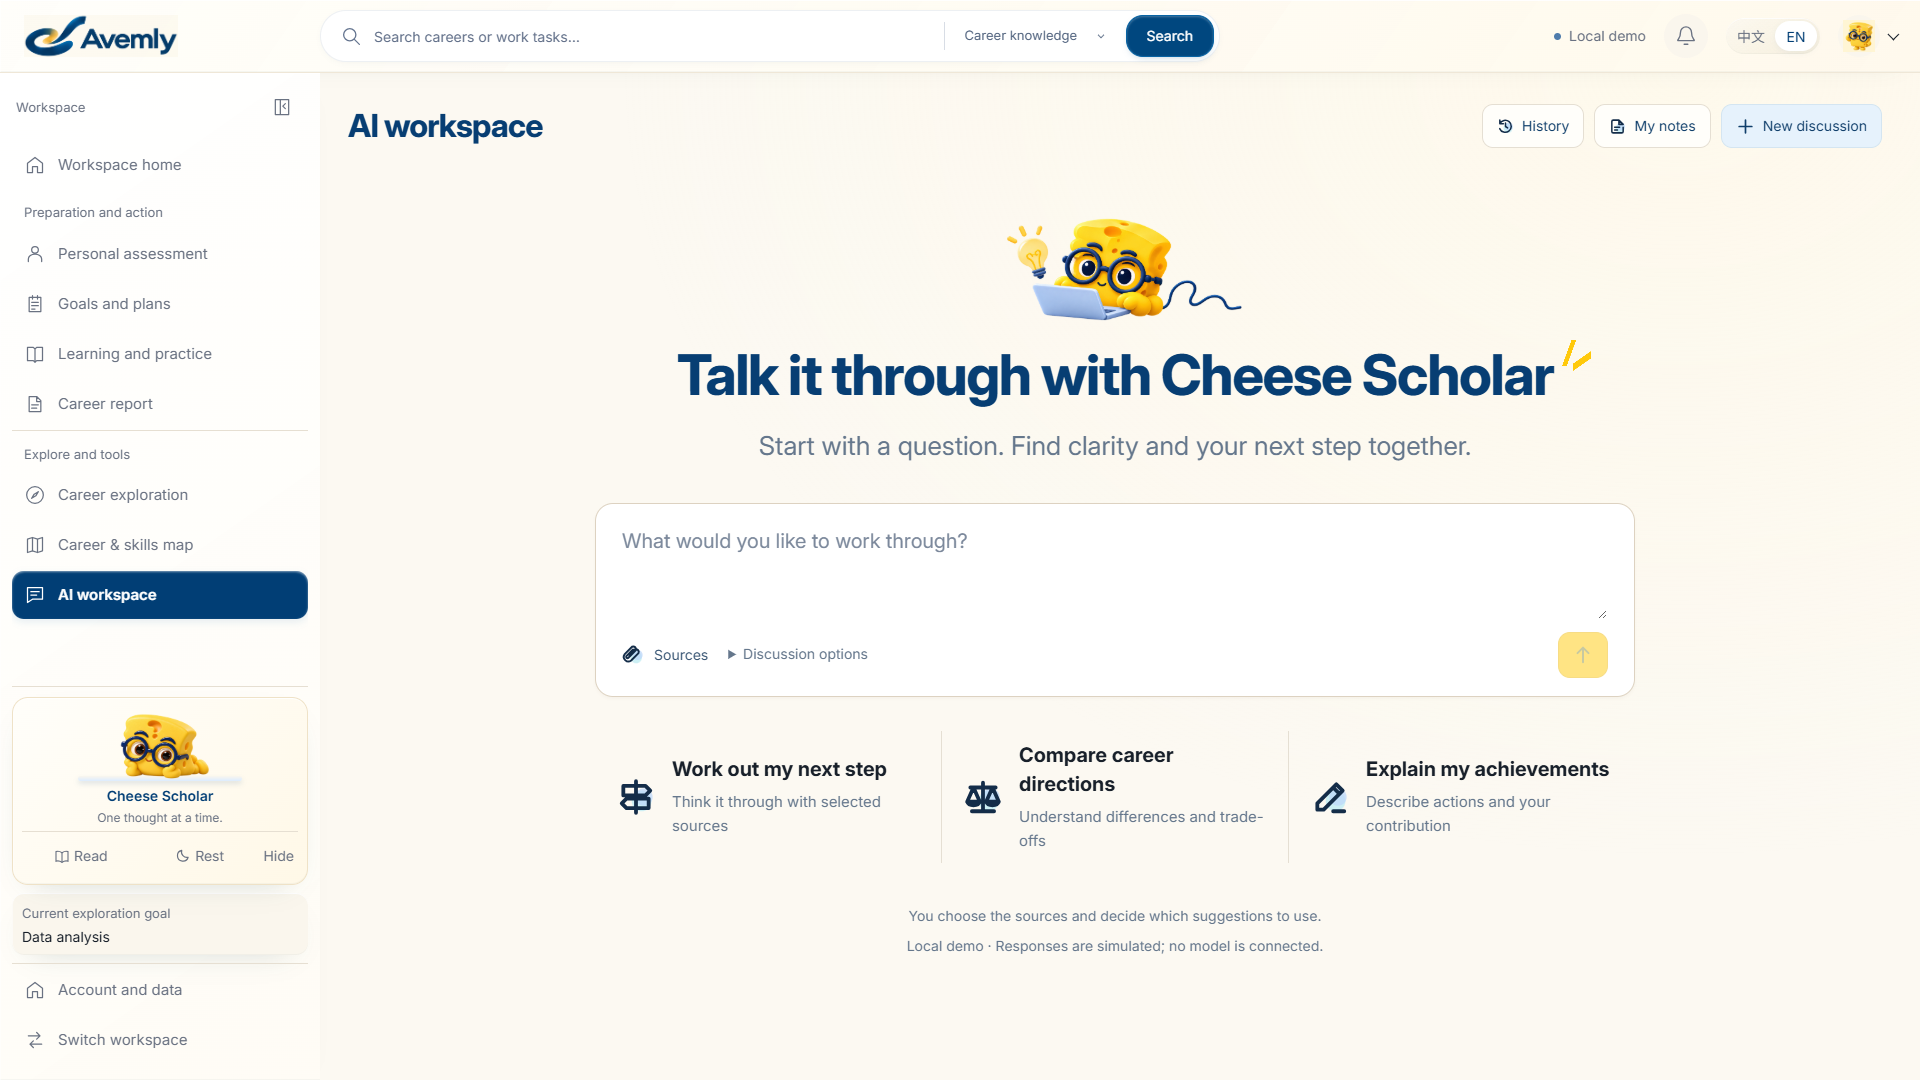 Avemly
Search careers or work tasks...
Career knowledge
Search
Local demo
中文
EN
Workspace
Workspace home
Preparation and action
Personal assessment
Goals and plans
Learning and practice
Career report
Explore and tools
Career exploration
Career & skills map
AI workspace
Cheese Scholar
One thought at a time.
Read
Rest
Hide
Current exploration goal
Data analysis
Account and data
Switch workspace
AI workspace
History
My notes
New discussion
Talk it through with Cheese Scholar
Start with a question. Find clarity and your next step together.
What would you like to work through?
Sources
Discussion options
Work out my next step
Think it through with selected
sources
Compare career
directions
Understand differences and trade-
offs
Explain my achievements
Describe actions and your
contribution
You choose the sources and decide which suggestions to use.
Local demo · Responses are simulated; no model is connected.